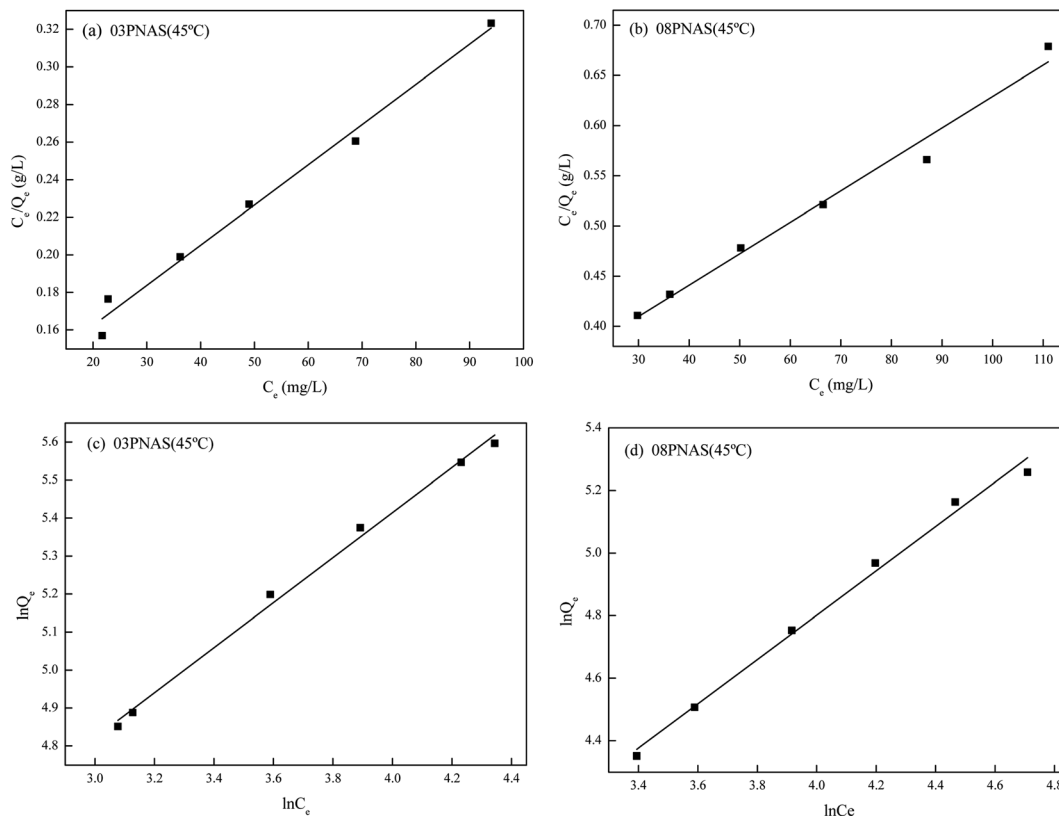 (a) 03PNAS(45ºC)
0.32
0.30
0.28
0.26
0.24
0.22
0.20
0.18
0.16
Ce/Qe (g/L)
20 30 40 50 60 70 80 90 100
Ce (mg/L)
(b) 08PNAS(45ºC)
0.70
0.65
0.60
0.55
0.50
0.45
0.40
Ce/Qe (g/L)
30 40 50 60 70 80 90 100 110
Ce (mg/L)
(c) 03PNAS(45ºC)
5.6
5.5
5.4
5.3
5.2
5.1
5.0
4.9
4.8
lnQe
3.0 3.2 3.4 3.6 3.8 4.0 4.2 4.4
lnCe
(d) 08PNAS(45ºC)
5.4
5.2
5.0
4.8
4.6
4.4
lnQe
3.4 3.6 3.8 4.0 4.2 4.4 4.6 4.8
lnCe